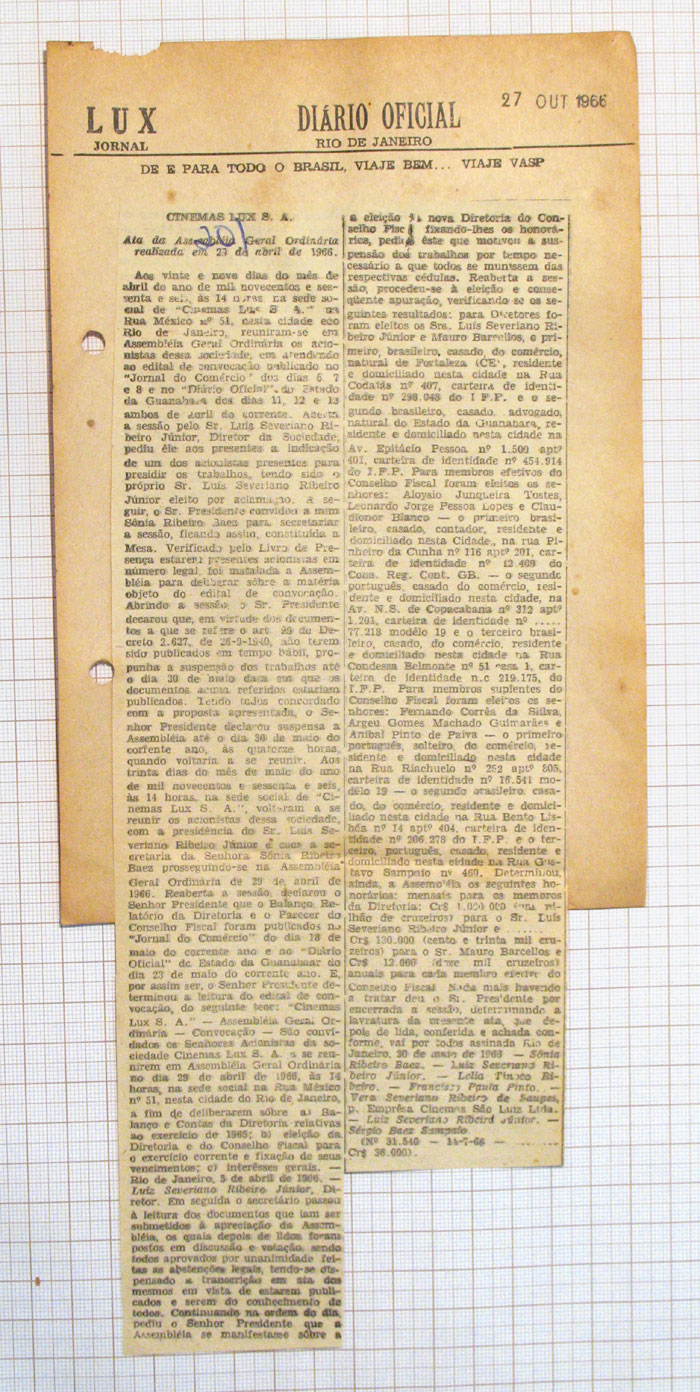 LUX
JORNAL
DIÁRIO OFICIAL
RIO DE JANEIRO
27 OUT 1966
DE E PARA TODO O BRASIL, VIAJE BEM... VIAJE VASP
CINEMAS LUX S. A.
201
Ata da Assembléia Geral Ordinária
realizada em 29 de abril de 1966.
Aos vinte e nove dias do mês de
abril do ano de mil novecentos e ses-
senta e seis, às 14 horas na sede so-
cial de "Cinemas Lux S A." na
Rua México nº 51, nesta cidade do
Rio de Janeiro, reuniram-se em
Assembléia Geral Ordinária os acio-
nistas dessa sociedade, em atendendo
ao edital de convocação publicado no
"Jornal do Comércio" dos dias 6, 7
e 8 e no "Diário Oficial" do Estado
da Guanabara dos dias 11, 12 e 13
ambos de abril do corrente. Aberta
a sessão pelo Sr. Luis Severiano Ri-
beiro Júnior, Diretor da Sociedade,
pediu êle aos presentes a indicação
de um dos acionistas presentes para
presidir os trabalhos, tendo sido o
próprio Sr. Luis Severiano Ribeiro
Júnior eleito por aclamação. A se-
guir, o Sr. Presidente convidou a mim
Sônia Ribeiro Baez para secretariar
a sessão, ficando assim, constituída a
Mesa. Verificado pelo Livro de Pre-
sença estarem presentes acionistas em
número legal, foi instalada a Assem-
bléia para deliberar sôbre a matéria
objeto do edital de convocação.
Abrindo a sessão, o Sr. Presidente
decarou que, em virtude dos documen-
tos a que se refere o art. 99 do De-
creto 2.627, de 26-9-1940, não terem
sido publicados em tempo hábil, pro-
punha a suspensão dos trabalhos até
o dia 30 de maio data em que os
documentos acima referidos estariam
publicados. Tendo todos concordado
com a proposta apresentada, o Se-
nhor Presidente declarou suspensa a
Assembléia até o dia 30 de maio do
corrente ano, às quatorze horas,
quando voltaria a se reunir. Aos
trinta dias do mês de maio do ano
de mil novecentos e sessenta e seis,
às 14 horas, na sede social de "Ci-
nemas Lux S. A.", voltaram a se
reunir os acionistas dessa sociedade,
com a presidência do Sr. Luis Se-
veriano Ribeiro Júnior e com a se-
cretaria da Senhora Sônia Ribeiro
Baez prosseguindo-se na Assembléia
Geral Ordinária de 29 de abril de
1966. Reaberta a sessão, declarou o
Senhor Presidente que o Balanço, Re-
latório da Diretoria e o Parecer do
Conselho Fiscal foram publicados no
"Jornal do Comércio" do dia 18 de
maio do corrente ano e no "Diário
Oficial" do Estado da Guanabaar do
dia 23 de maio do corrente ano. E,
por assim ser, o Senhor Presidente de-
terminou a leitura do edital de con-
vocação, do seguinte teor: "Cinemas
Lux S. A." — Assembléia Geral Or-
dinária — Convocação — São convi-
dados os Senhores Acionistas da so-
ciedade Cinemas Lux S. A. a se reu-
nirem em Assembléia Geral Ordinária
no dia 29 de abril de 1966, às 14
horas, na sede social na Rua México
nº 51, nesta cidade do Rio de Janeiro,
a fim de deliberarem sôbre a) Ba-
lanço e Contas da Diretoria relativas
ao exercício de 1965; b) eleição da
Diretoria e do Conselho Fiscal para
o exercício corrente e fixação de seus
vencimentos; c) interêsses gerais. —
Rio de Janeiro, 5 de abril de 1966. —
Luiz Severiano Ribeiro Júnior, Di-
retor. Em seguida o secretário passou
à leitura dos documentos que iam ser
submetidos à apreciação da Assem-
bléia, os quais depois de lidos foram
postos em discussão e votação, sendo
todos aprovados por unanimidade fei-
tas as abstenções legais, tendo-se dis-
pensado a transcrição em ata dos
mesmos em vista de estarem publi-
cados e serem do conhecimento de
todos. Continuando na ordem do dia,
pediu o Senhor Presidente que a
Assembléia se manifestasse sôbre a
a eleição da nova Diretoria do Con-
selho Fiscal fixando-lhes os honorá-
rios, pedido êste que motivou a sus-
pensão dos trabalhos por tempo ne-
cessário a que todos se munissem das
respectivas cédulas. Reaberta a ses-
são, procedeu-se à eleição e conse-
qüente apuração, verificando-se os se-
guintes resultados: para Diretores fo-
ram eleitos os Srs. Luís Severiano Ri-
beiro Júnior e Mauro Barcellos, o pri-
meiro, brasileiro, casado, do comércio,
natural de Fortaleza (CE), residente
e domiciliado nesta cidade na Rua
Codajás nº 407, carteira de identi-
dade nº 298.043 do I F P. e o se-
gundo brasileiro, casado, advogado,
natural do Estado da Guanabara, re-
sidente e domiciliado nesta cidade na
Av. Epitácio Pessoa nº 1.500 aptº
401, carteira de identidade nº 451.914
do I.F.P. Para membros efetivos do
Conselho Fiscal foram eleitos os se-
nhores: Aloysio Junqueira Tostes,
Leonardo Jorge Pessoa Lopes e Clau-
dionor Bianco — o primeiro brasi-
leiro, casado, contador, residente e
domiciliado nesta Cidade, na rua Pi-
nheiro da Cunha nº 116 aptº 201, car-
teira de identidade nº 12.409 do
Cons. Reg. Cont. GB. — o segundo
português, casado do comércio, resi-
dente e domiciliado nesta cidade, na
Av. N.S. de Copacabana nº 312 aptº
1.201, carteira de identidade nº .....
77.218 modêlo 19 e o terceiro brasi-
leiro, casado, do comércio, residente
e domiciliado nesta cidade na Rua
Condessa Belmonte nº 51 casa 1, car-
teira de identidade n.º 219.175, do
I.F.P. Para membros suplentes do
Conselho Fiscal foram eleitos os se-
nhores: Fernando Corrêa da Silva,
Argeu Gomes Machado Guimarães e
Anibal Pinto de Paiva — o primeiro
português, solteiro, do comércio, re-
sidente e domiciliado nesta cidade
na Rua Riachuelo nº 252 aptº 605,
carteira de identidade nº 16.541 mo-
dêlo 19 — o segundo brasileiro, casa-
do, do comércio, residente e domici-
liado nesta cidade na Rua Bento Lis-
bôa nº 14 aptº 404, carteira de iden-
tidade nº 206.278 do I.F.P. e o ter-
ceiro, português, casado, residente e
domiciliado nesta cidade na Rua Gus-
tavo Sampaio nº 460. Determinou,
ainda, a Assembléia os seguintes ho-
norários: mensais para os membros
da Diretoria: Cr$ 1.000.000 (um mi-
lhão de cruzeiros) para o Sr. Luis
Severiano Ribeiro Júnior e ......
Cr$ 130.000 (cento e trinta mil cru-
zeiros) para o Sr. Mauro Barcellos e
Cr$ 12.000 (doze mil cruzeiros)
anuais para cada membro efetivo do
Conselho Fiscal Nada mais havendo
a tratar deu o Sr. Presidente por
encerrada a sessão, determinando a
lavratura da presente ata, que de-
pois de lida, conferida e achada con-
forme, vai por todos assinada Rio de
Janeiro, 30 de maio de 1966 — Sônia
Ribeiro Baez. — Luiz Severiano Ri-
beiro Júnior. — Lelia Tinoco Ri-
beiro. — Francisco Paula Pinto. —
Vera Severiano Ribeiro de
p. Emprêsa Cinemas São Luiz Ltda.
— Luiz Severiano Ribeiro Júnior. —
Sérgio Baez Sampaio
(Nº 31.540 — 14-7-66 — .......
Cr$ 36.000).